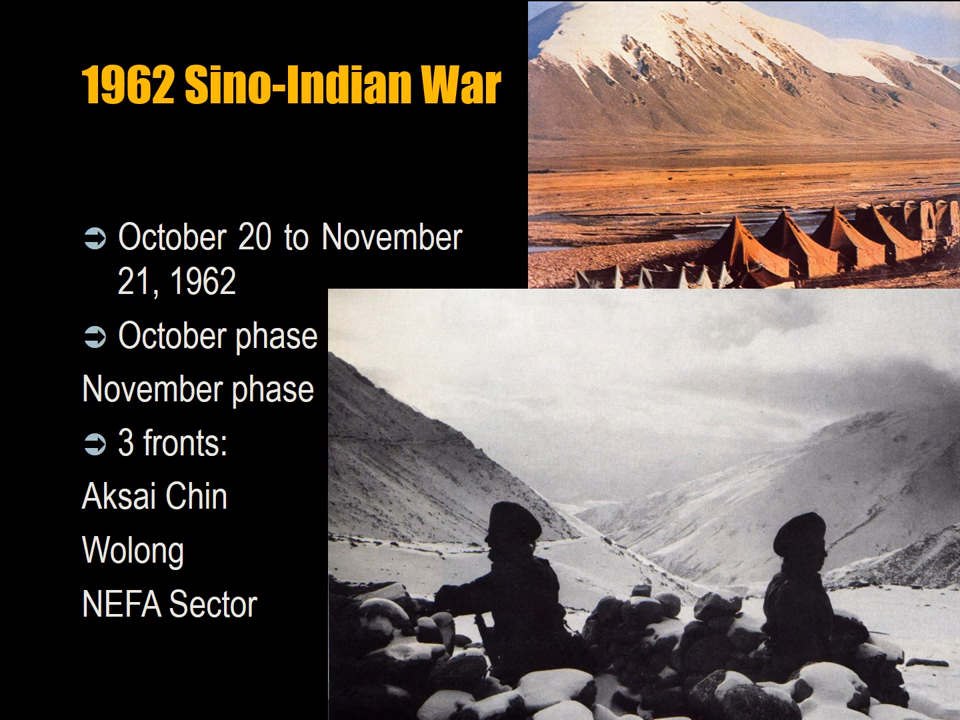 1962 Sino-Indian War
October 20 to November
21, 1962
October phase
November phase
3 fronts:
Aksai Chin
Wolong
NEFA Sector